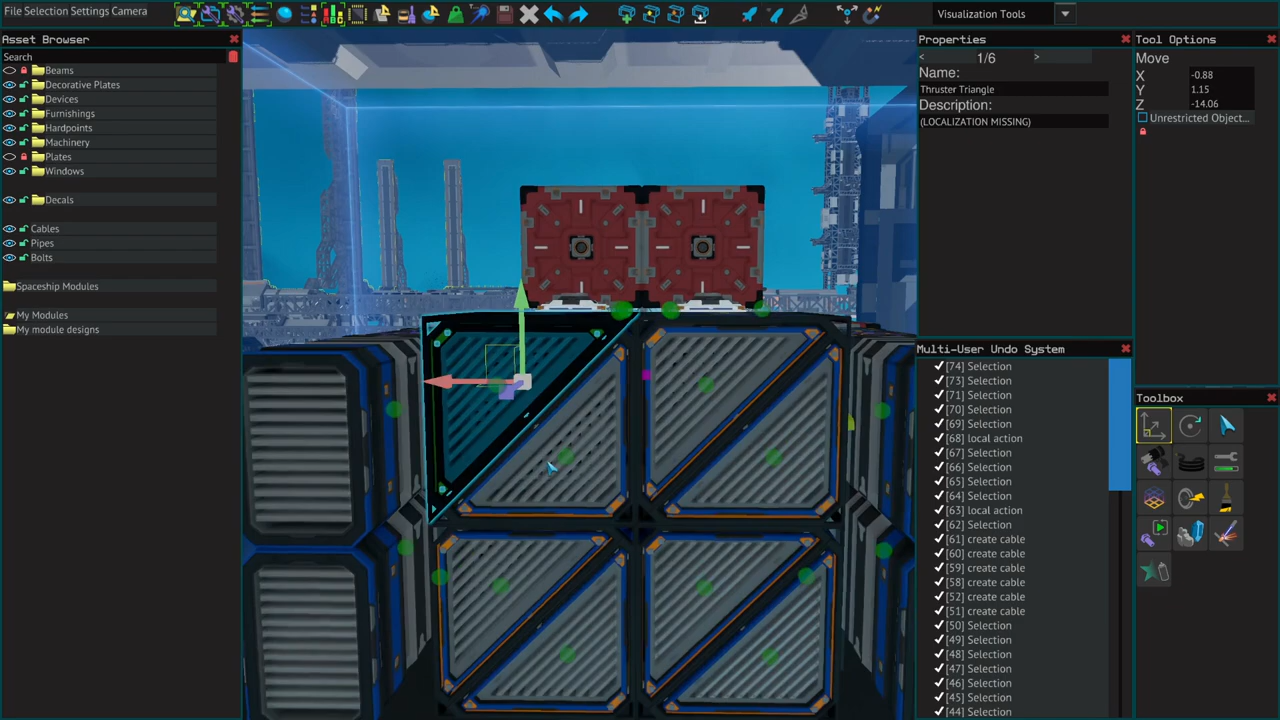 File Selection Settings Camera
Visualization Tools
Asset Browser
Search
Beams
Decorative Plates
Devices
Furnishings
Hardpoints
Machinery
Plates
Windows
Decals
Cables
Pipes
Bolts
Spaceship Modules
My Modules
My module designs
Properties
< 1/6 >
Name:
Thruster Triangle
Description:
(LOCALIZATION MISSING)
Tool Options
Move
X -0.88
Y 1.15
Z -14.06
Unrestricted Object...
Multi-User Undo System
[74] Selection
[73] Selection
[71] Selection
[70] Selection
[69] Selection
[68] local action
[67] Selection
[66] Selection
[65] Selection
[64] Selection
[63] local action
[62] Selection
[61] create cable
[60] create cable
[59] create cable
[58] create cable
[52] create cable
[51] create cable
[50] Selection
[49] Selection
[48] Selection
[47] Selection
[46] Selection
[45] Selection
[44] Selection
Toolbox